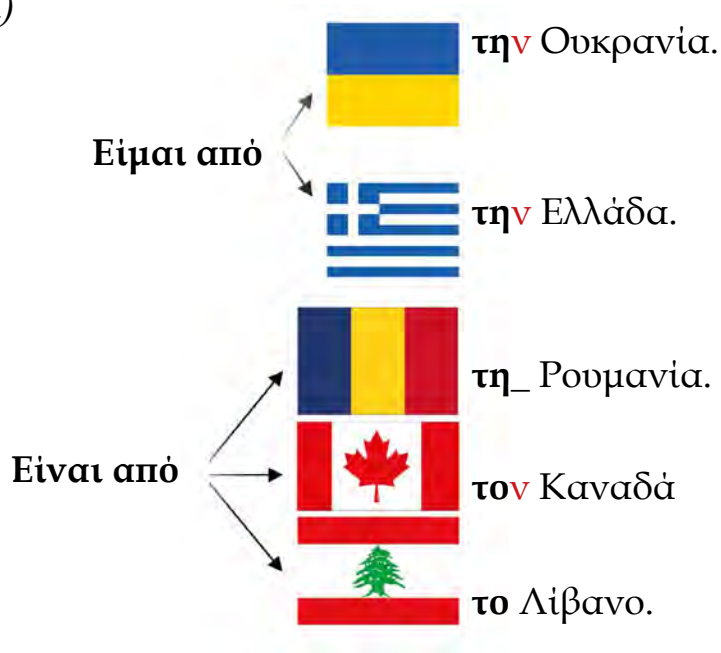 )
την Ουκρανία.
Είμαι από
την Ελλάδα.
τη_ Ρουμανία.
Είναι από
τον Καναδά
το Λίβανο.